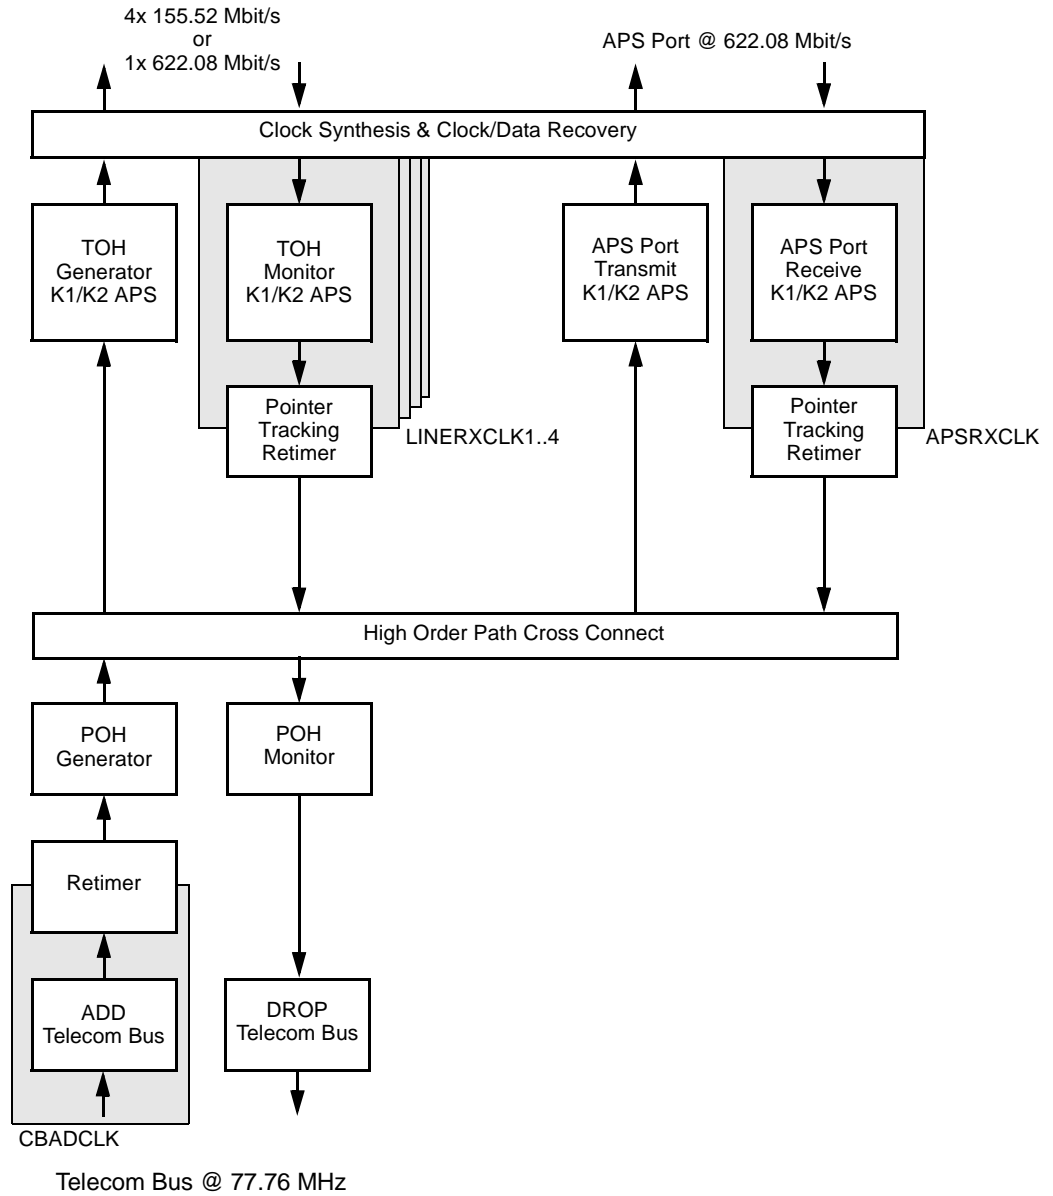 4x 155.52 Mbit/s
or
1x 622.08 Mbit/s
APS Port @ 622.08 Mbit/s
Clock Synthesis & Clock/Data Recovery
TOH
Generator
K1/K2 APS
TOH
Monitor
K1/K2 APS
APS Port
Transmit
K1/K2 APS
APS Port
Receive
K1/K2 APS
Pointer
Tracking
Retimer
LINERXCLK1..4
Pointer
Tracking
Retimer
APSRXCLK
High Order Path Cross Connect
POH
Generator
POH
Monitor
Retimer
ADD
Telecom Bus
DROP
Telecom Bus
CBADCLK
Telecom Bus @ 77.76 MHz